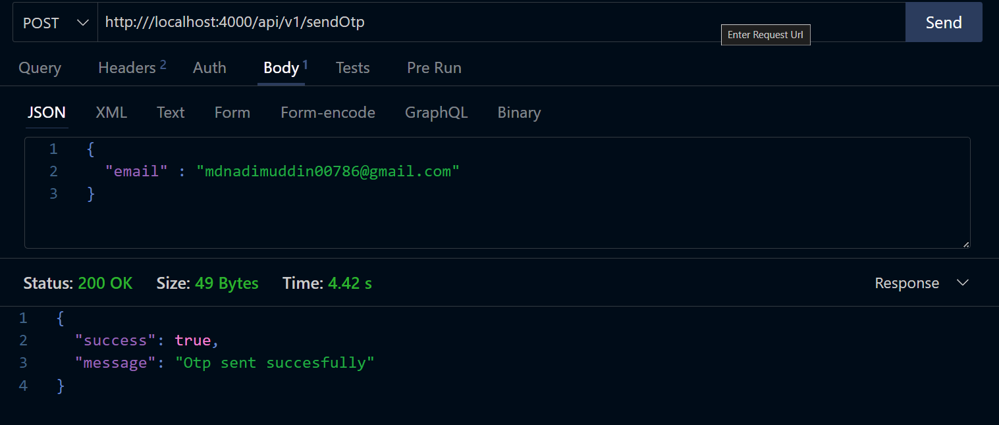 POST http:///localhost:4000/api/v1/sendOtp Send
Enter Request Url
Query Headers 2 Auth Body 1 Tests Pre Run
JSON XML Text Form Form-encode GraphQL Binary
1 {
2 "email" : "mdnadimuddin00786@gmail.com"
3 }
Status: 200 OK Size: 49 Bytes Time: 4.42 s Response
1 {
2 "success": true,
3 "message": "Otp sent succesfully"
4 }